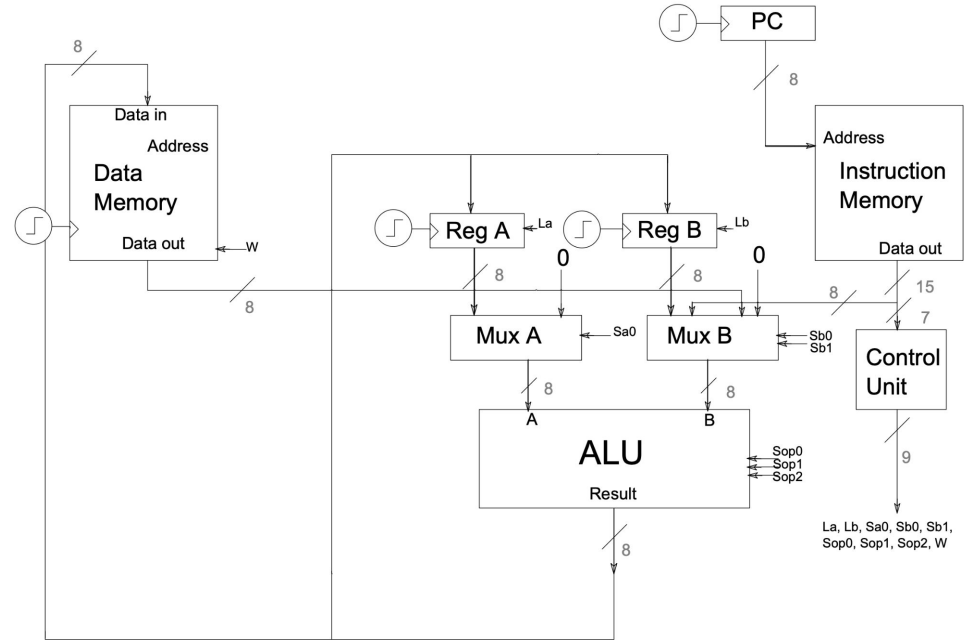 PC
8
8
Data in
Address
Data
Memory
Data out
W
8
Address
Instruction
Memory
Data out
Reg A
La
Reg B
Lb
8
0
8
0
8
15
7
Mux A
Sa0
Mux B
Sb0
Sb1
Control
Unit
8
8
A
B
ALU
Result
Sop0
Sop1
Sop2
9
8
La, Lb, Sa0, Sb0, Sb1,
Sop0, Sop1, Sop2, W